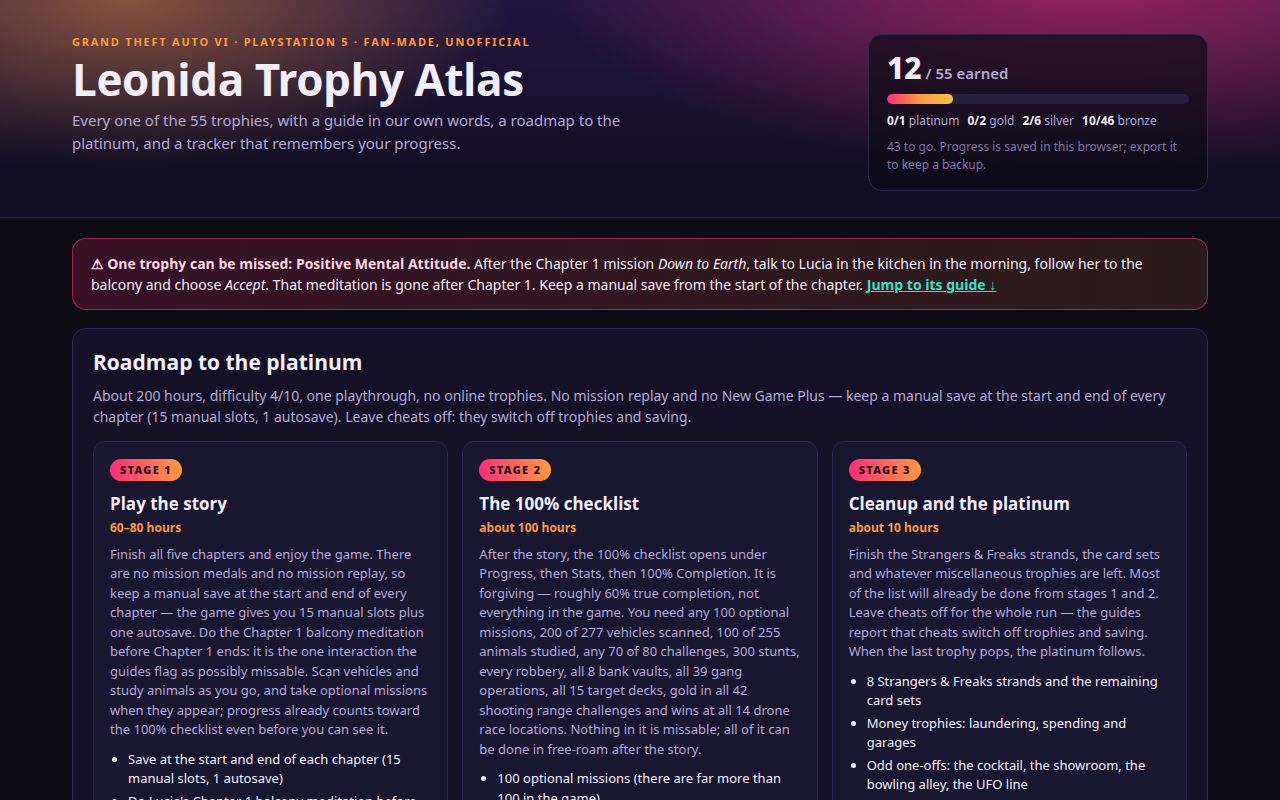 GRAND THEFT AUTO VI · PLAYSTATION 5 · FAN-MADE, UNOFFICIAL
Leonida Trophy Atlas
Every one of the 55 trophies, with a guide in our own words, a roadmap to the
platinum, and a tracker that remembers your progress.
12 / 55 earned
0/1 platinum 0/2 gold 2/6 silver 10/46 bronze
43 to go. Progress is saved in this browser; export it
to keep a backup.
⚠ One trophy can be missed: Positive Mental Attitude. After the Chapter 1 mission Down to Earth, talk to Lucia in the kitchen in the morning, follow her to the
balcony and choose Accept. That meditation is gone after Chapter 1. Keep a manual save from the start of the chapter. Jump to its guide ↓
Roadmap to the platinum
About 200 hours, difficulty 4/10, one playthrough, no online trophies. No mission replay and no New Game Plus — keep a manual save at the start and end of every
chapter (15 manual slots, 1 autosave). Leave cheats off: they switch off trophies and saving.
STAGE 1
Play the story
60–80 hours
Finish all five chapters and enjoy the game. There
are no mission medals and no mission replay, so
keep a manual save at the start and end of every
chapter — the game gives you 15 manual slots plus
one autosave. Do the Chapter 1 balcony meditation
before Chapter 1 ends: it is the one interaction the
guides flag as possibly missable. Scan vehicles and
study animals as you go, and take optional missions
when they appear; progress already counts toward
the 100% checklist even before you can see it.
• Save at the start and end of each chapter (15
manual slots, 1 autosave)
• Do Lucia's Chapter 1 balcony meditation before
STAGE 2
The 100% checklist
about 100 hours
After the story, the 100% checklist opens under
Progress, then Stats, then 100% Completion. It is
forgiving — roughly 60% true completion, not
everything in the game. You need any 100 optional
missions, 200 of 277 vehicles scanned, 100 of 255
animals studied, any 70 of 80 challenges, 300 stunts,
every robbery, all 8 bank vaults, all 39 gang
operations, all 15 target decks, gold in all 42
shooting range challenges and wins at all 14 drone
race locations. Nothing in it is missable; all of it can
be done in free-roam after the story.
• 100 optional missions (there are far more than
100 in the game)
STAGE 3
Cleanup and the platinum
about 10 hours
Finish the Strangers & Freaks strands, the card sets
and whatever miscellaneous trophies are left. Most
of the list will already be done from stages 1 and 2.
Leave cheats off for the whole run — the guides
report that cheats switch off trophies and saving.
When the last trophy pops, the platinum follows.
• 8 Strangers & Freaks strands and the remaining
card sets
• Money trophies: laundering, spending and
garages
• Odd one-offs: the cocktail, the showroom, the
bowling alley, the UFO line